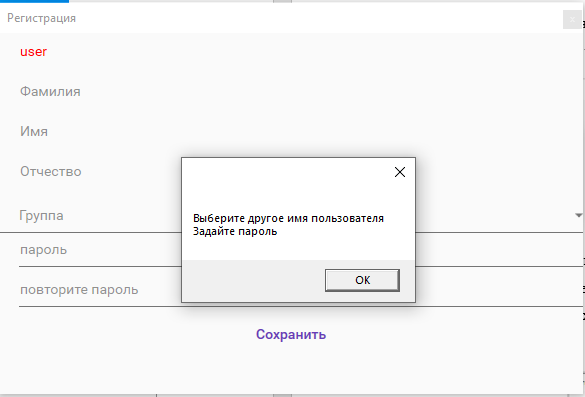 Регистрация
user
Фамилия
Имя
Отчество
Группа
пароль
повторите пароль
Сохранить
Выберите другое имя пользователя
Задайте пароль
OK